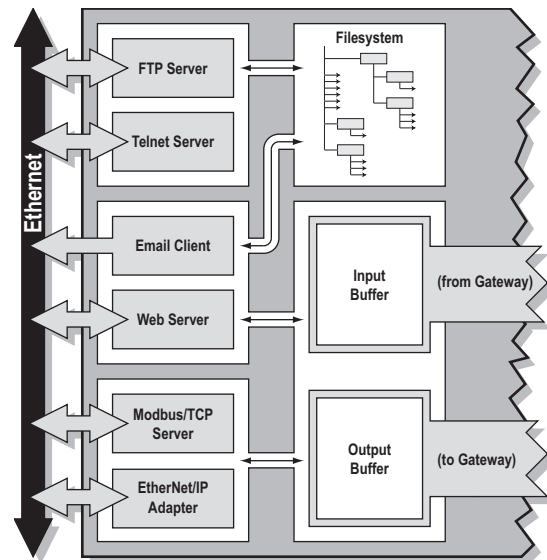 Ethernet
FTP Server
Telnet Server
Email Client
Web Server
Modbus/TCP
Server
EtherNet/IP
Adapter
Filesystem
Input
Buffer
(from Gateway)
Output
Buffer
(to Gateway)